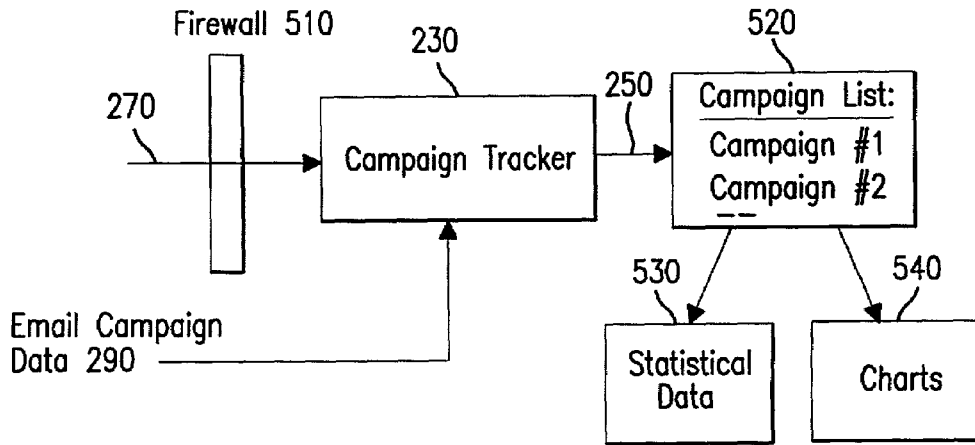 Firewall 510
230
520
270
250
Campaign List:
Campaign #1
Campaign #2
Campaign Tracker
530
540
Email Campaign
Data 290
Statistical
Data
Charts